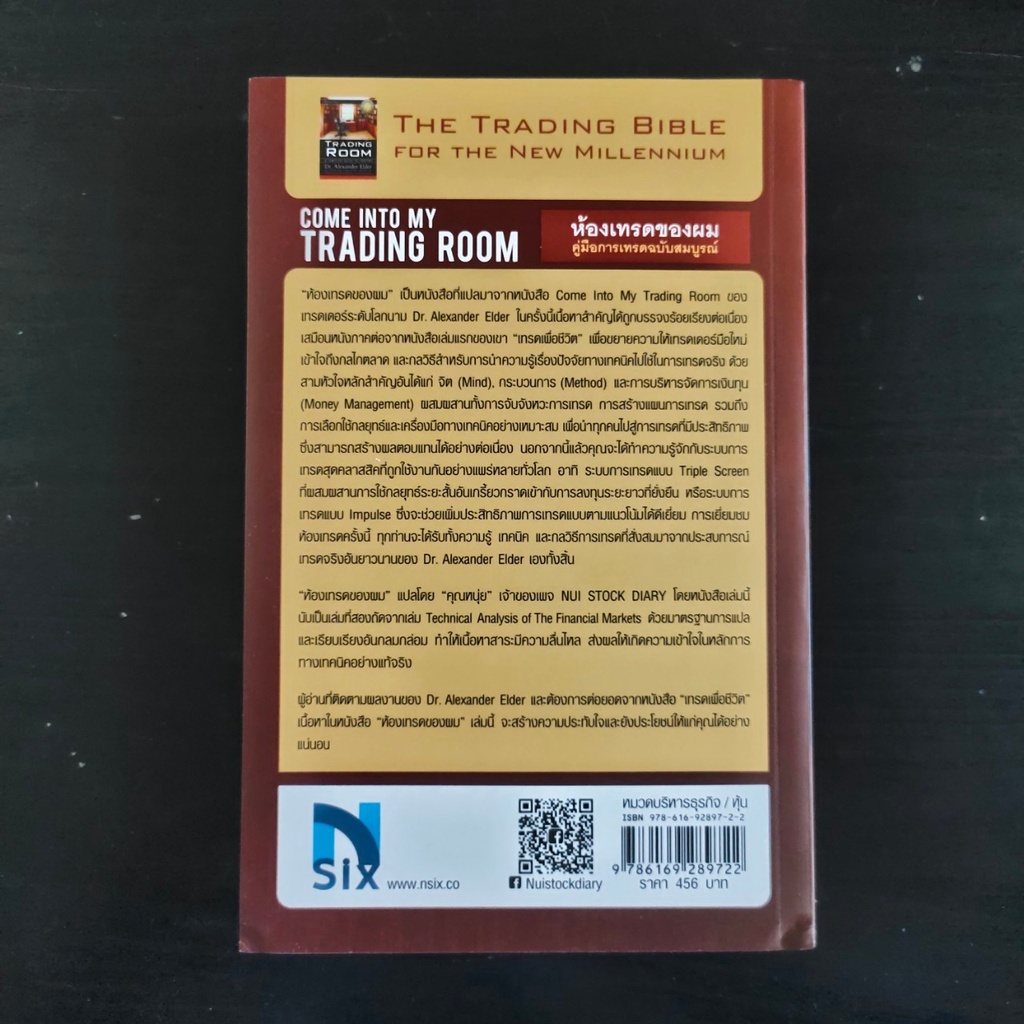 TRADING
ROOM
Dr. Alexander Elder
THE TRADING BIBLE
FOR THE NEW MILLENNIUM
COME INTO MY
TRADING ROOM
ห้องเทรดของผม
คู่มือการเทรดฉบับสมบูรณ์
"ห้องเทรดของผม" เป็นหนังสือที่แปลมาจากหนังสือ Come Into My Trading Room ของ
เทรดเดอร์ระดับโลกนาม Dr. Alexander Elder ในครั้งนี้เนื้อหาสำคัญได้ถูกบรรจงร้อยเรียงต่อเนื่อง
เสมือนหนังภาคต่อจากหนังสือเล่มแรกของเขา "เทรดเพื่อชีวิต" เพื่อขยายความให้เทรดเดอร์มือใหม่
เข้าใจถึงกลไกตลาด และกลวิธีสำหรับการนำความรู้เรื่องปัจจัยทางเทคนิคไปใช้ในการเทรดจริง ด้วย
สามหัวใจหลักสำคัญอันได้แก่ จิต (Mind), กระบวนการ (Method) และการบริหารจัดการเงินทุน
(Money Management) ผสมผสานทั้งการจับจังหวะการเทรด การสร้างแผนการเทรด รวมถึง
การเลือกใช้กลยุทธ์และเครื่องมือทางเทคนิคอย่างเหมาะสม เพื่อนำทุกคนไปสู่การเทรดที่มีประสิทธิภาพ
ซึ่งสามารถสร้างผลตอบแทนได้อย่างต่อเนื่อง นอกจากนี้แล้วคุณจะได้ทำความรู้จักกับระบบการ
เทรดสุดคลาสสิคที่ถูกใช้งานกันอย่างแพร่หลายทั่วโลก อาทิ ระบบการเทรดแบบ Triple Screen
ที่ผสมผสานการใช้กลยุทธ์ระยะสั้นอันเกรี้ยวกราดเข้ากับการลงทุนระยะยาวที่ยั่งยืน หรือระบบการ
เทรดแบบ Impulse ซึ่งจะช่วยเพิ่มประสิทธิภาพการเทรดแบบตามแนวโน้มได้ดีเยี่ยม การเยี่ยมชม
ห้องเทรดครั้งนี้ ทุกท่านจะได้รับทั้งความรู้ เทคนิค และกลวิธีการเทรดที่สั่งสมมาจากประสบการณ์
เทรดจริงอันยาวนานของ Dr. Alexander Elder เองทั้งสิ้น
"ห้องเทรดของผม" แปลโดย "คุณหนุ่ย" เจ้าของเพจ NUI STOCK DIARY โดยหนังสือเล่มนี้
นับเป็นเล่มที่สองถัดจากเล่ม Technical Analysis of The Financial Markets ด้วยมาตรฐานการแปล
และเรียบเรียงอันกลมกล่อม ทำให้เนื้อหาสาระมีความลื่นไหล ส่งผลให้เกิดความเข้าใจในหลักการ
ทางเทคนิคอย่างแท้จริง
ผู้อ่านที่ติดตามผลงานของ Dr. Alexander Elder และต้องการต่อยอดจากหนังสือ "เทรดเพื่อชีวิต"
เนื้อหาในหนังสือ "ห้องเทรดของผม" เล่มนี้ จะสร้างความประทับใจและยังประโยชน์ให้แก่คุณได้อย่าง
แน่นอน
N
six
www.nsix.co
Nuistockdiary
หมวดบริหารธุรกิจ / หุ้น
ISBN 978-616-92897-2-2
9 786169 289722
ราคา 456 บาท